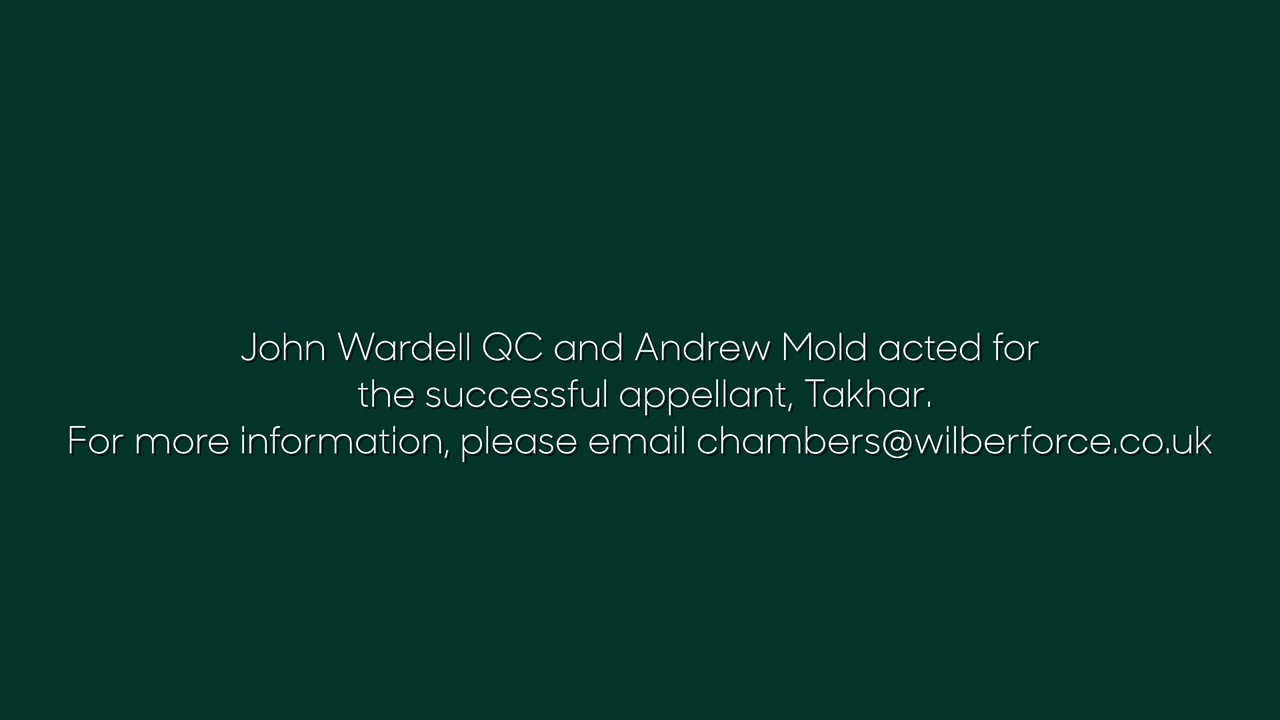 John Wardell QC and Andrew Mold acted for
the successful appellant, Takhar.
For more information, please email chambers@wilberforce.co.uk